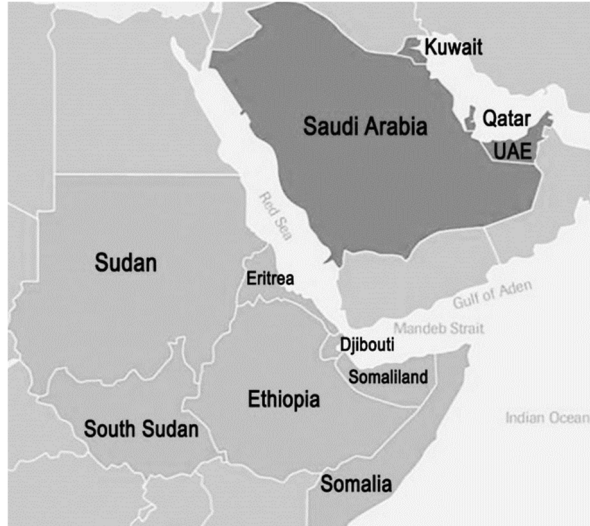 Kuwait
Qatar
Saudi Arabia
UAE
Red Sea
Sudan
Eritrea
Gulf of Aden
Mandeb Strait
Djibouti
Somaliland
Ethiopia
Indian Ocean
South Sudan
Somalia